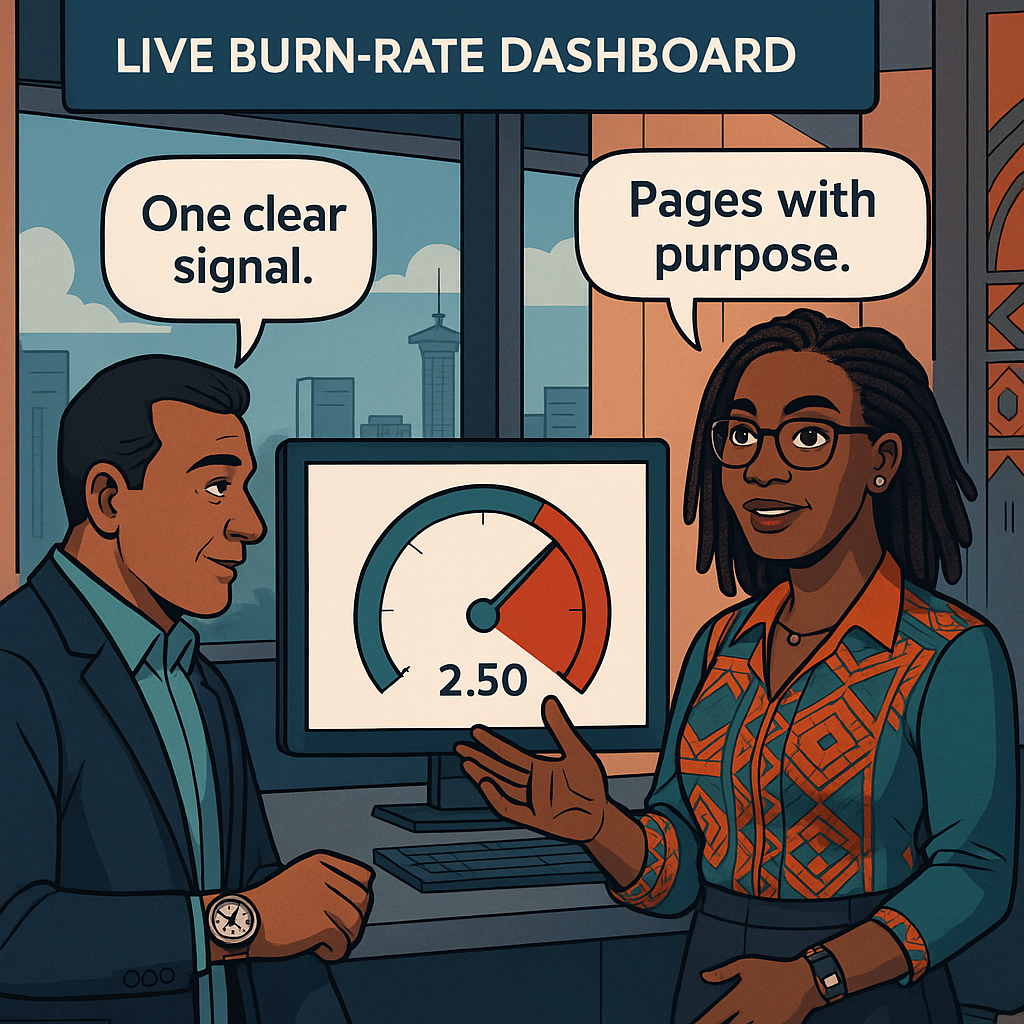 LIVE BURN-RATE DASHBOARD
One clear
signal.
Pages with
purpose.
2.50